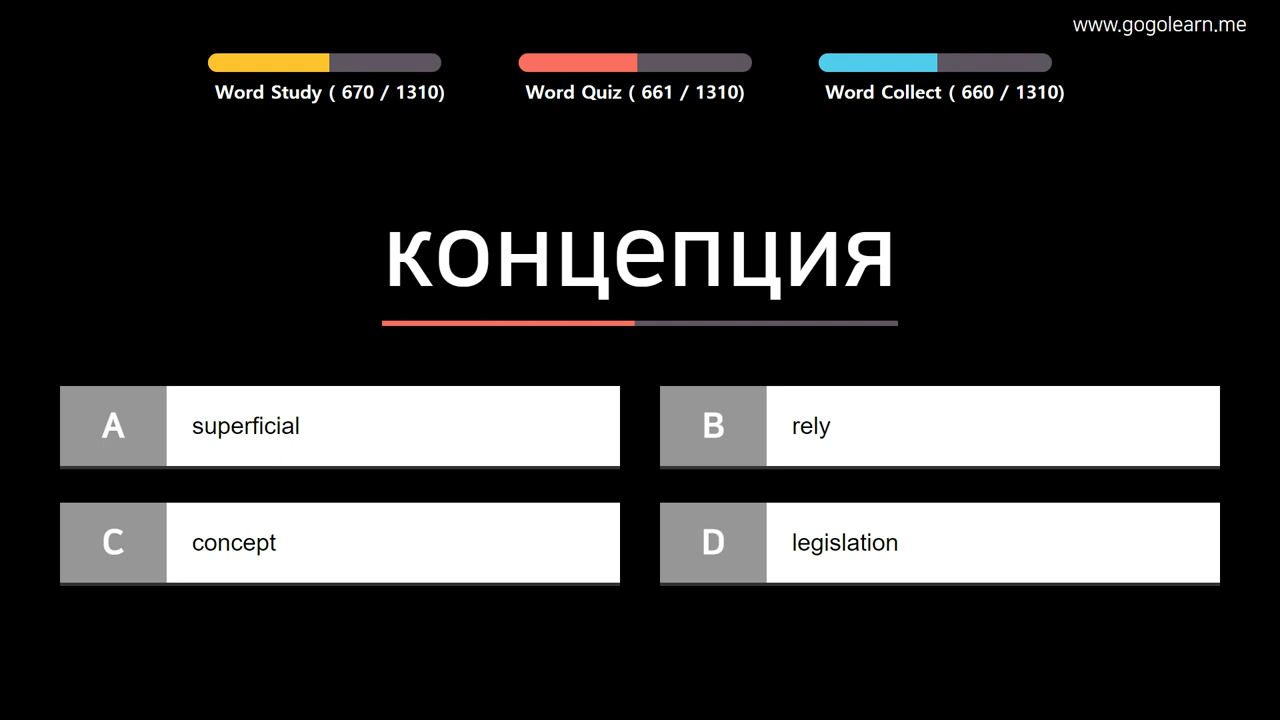 www.gogolearn.me
Word Study ( 670 / 1310)
Word Quiz ( 661 / 1310)
Word Collect ( 660 / 1310)
концепция
A superficial
B rely
C concept
D legislation